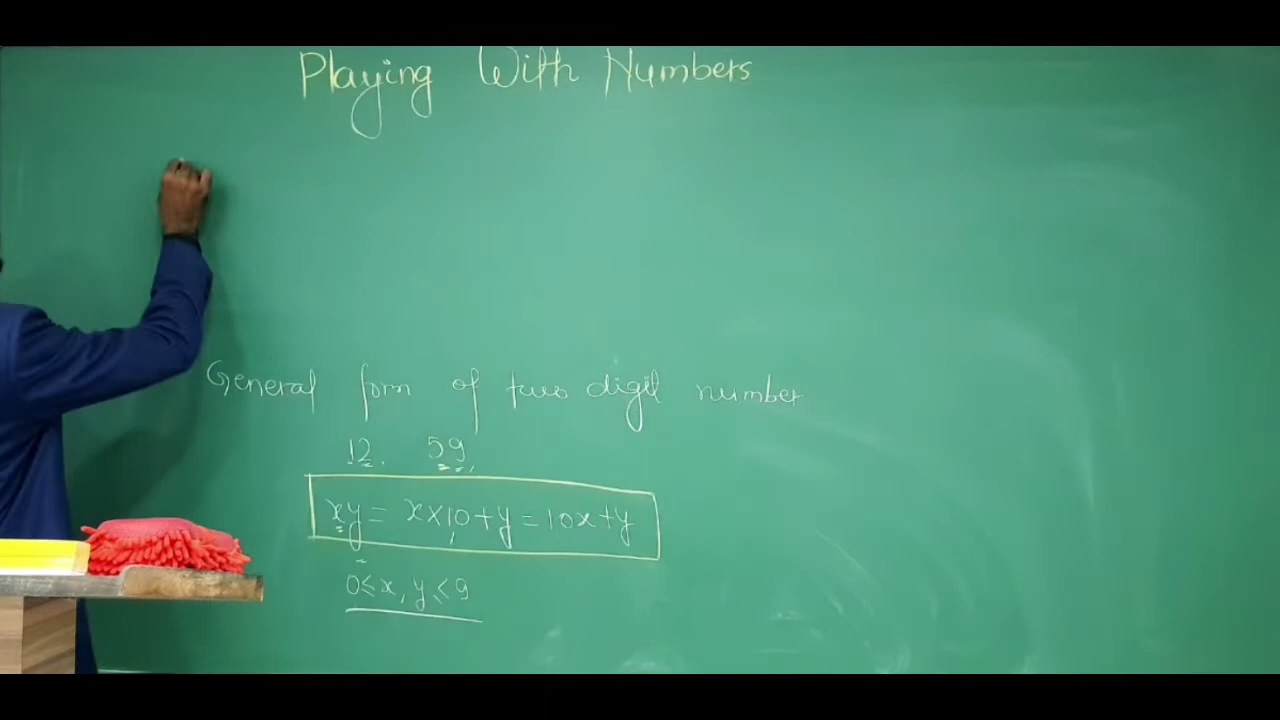 Playing With Numbers
General form of two digit number
12. 59,
xy = x×10+y = 10x+y
0≤x, y≤9